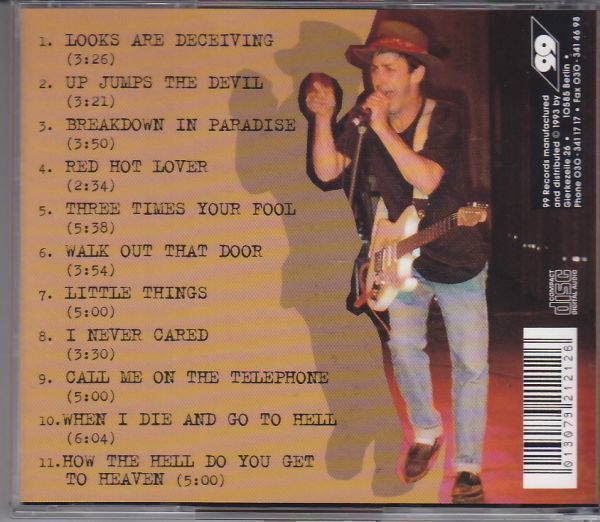 1. LOOKS ARE DECEIVING
(3:26)
2. UP JUMPS THE DEVIL
(3:21)
3. BREAKDOWN IN PARADISE
(3:50)
4. RED HOT LOVER
(2:34)
5. THREE TIMES YOUR FOOL
(5:38)
6. WALK OUT THAT DOOR
(3:54)
7. LITTLE THINGS
(5:00)
8. I NEVER CARED
(3:30)
9. CALL ME ON THE TELEPHONE
(5:00)
10. WHEN I DIE AND GO TO HELL
(6:04)
11. HOW THE HELL DO YOU GET
TO HEAVEN (5:00)
99
99 Records manufactured
and distributed © 1993 by
Gierkezeile 26 • 10585 Berlin •
Phone 030-341 17 17 • Fax 030-341 46 98
COMPACT
disc
DIGITAL AUDIO
013079212126